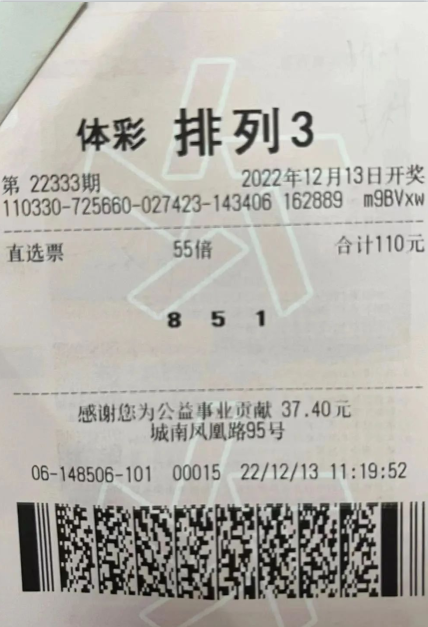 体彩 排列3
第 22333期 2022年12月13日开奖
110330-725660-027423-143406 162889 m9BVxw
直选票 55倍 合计110元
8 5 1
感谢您为公益事业贡献 37.40元
城南凤凰路95号
06-148506-101 00015 22/12/13 11:19:52